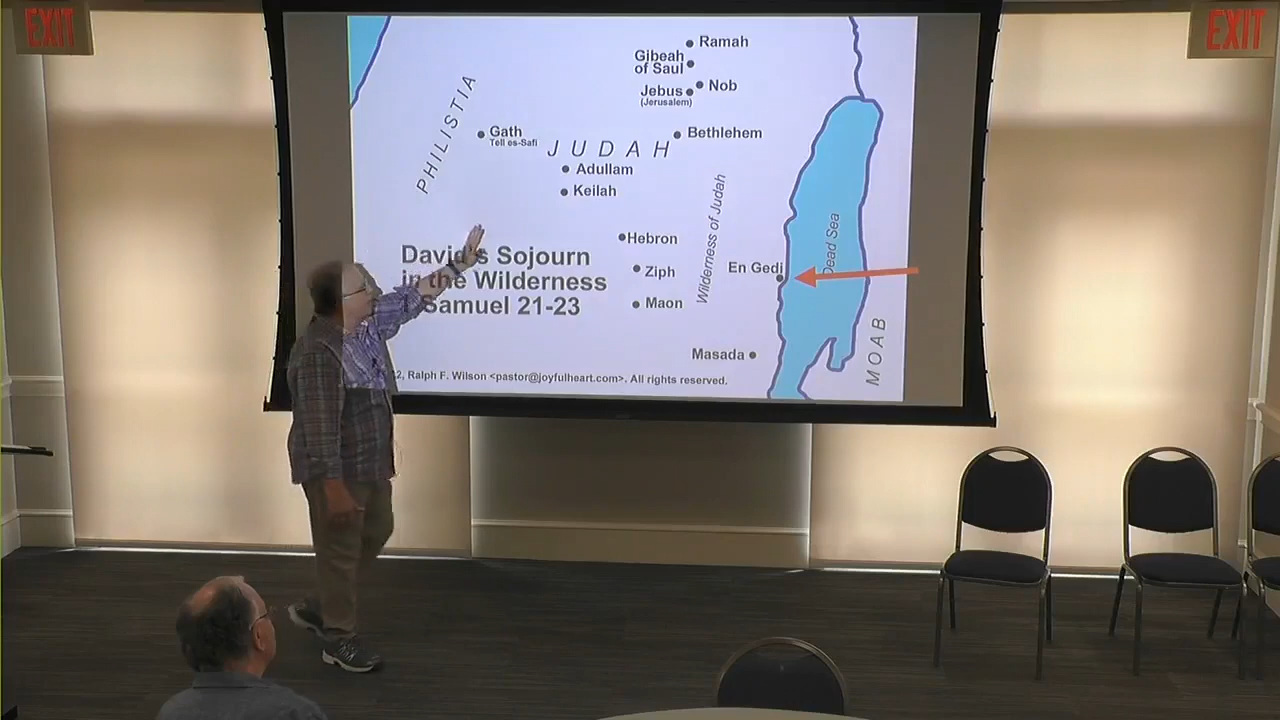 EXIT
EXIT
Ramah
Gibeah
of Saul
Nob
Jebus
(Jerusalem)
PHILISTIA
Gath
Tell es-Safi
Bethlehem
JUDAH
Adullam
Keilah
Wilderness of Judah
Dead Sea
Hebron
David's Sojourn
in the Wilderness
Samuel 21-23
En Gedi
Ziph
Maon
MOAB
Masada
2, Ralph F. Wilson <pastor@joyfulheart.com>. All rights reserved.